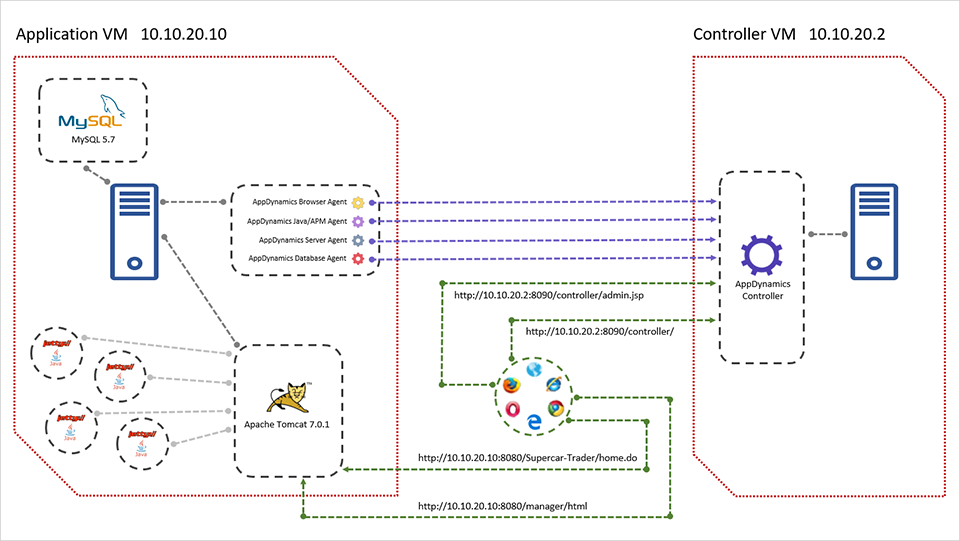 Application VM 10.10.20.10
Controller VM 10.10.20.2
MySQL
MySQL 5.7
AppDynamics Browser Agent
AppDynamics Java/APM Agent
AppDynamics Server Agent
AppDynamics Database Agent
AppDynamics
Controller
http://10.10.20.2:8090/controller/admin.jsp
http://10.10.20.2:8090/controller/
jetty://
Java
jetty://
Java
jetty://
Java
jetty://
Java
TM
Apache Tomcat 7.0.1
http://10.10.20.10:8080/Supercar-Trader/home.do
http://10.10.20.10:8080/manager/html